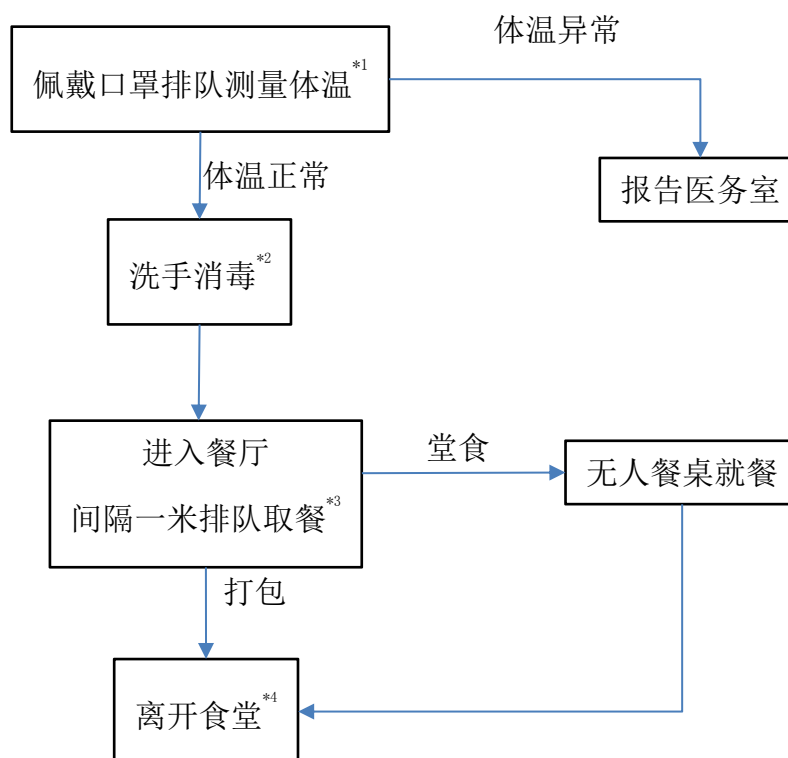 体温异常
佩戴口罩排队测量体温*1
体温正常
报告医务室
洗手消毒*2
进入餐厅
间隔一米排队取餐*3
堂食
无人餐桌就餐
打包
离开食堂*4